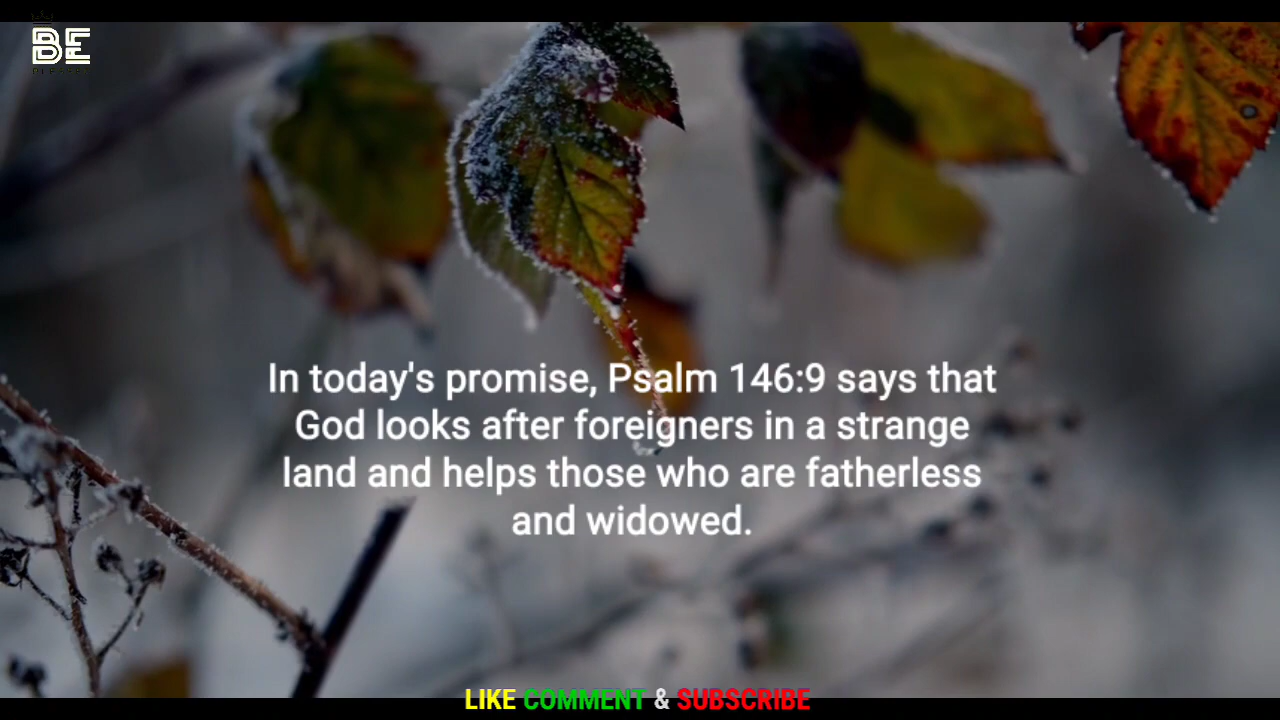 BE
In today's promise, Psalm 146:9 says that
God looks after foreigners in a strange
land and helps those who are fatherless
and widowed.
LIKE COMMENT & SUBSCRIBE